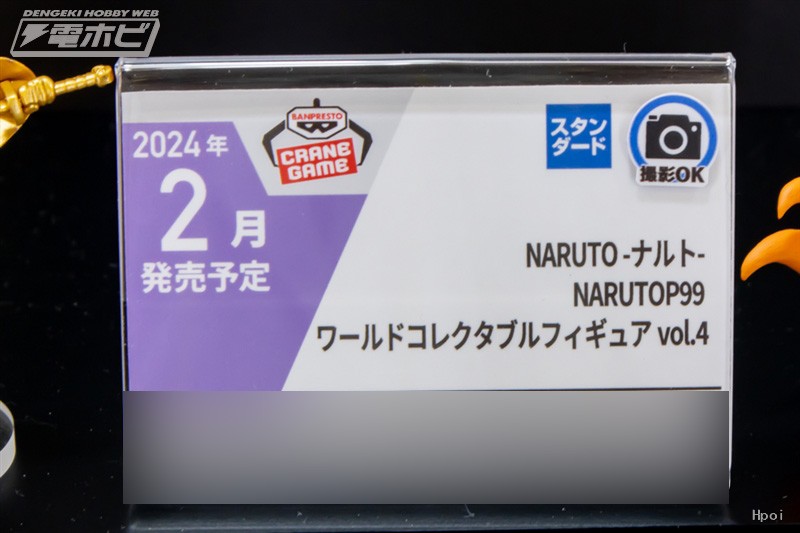 DENGEKI HOBBY WEB
電ホビ
2024年
2月
発売予定
BANPRESTO
CRANE
GAME
スタン
ダード
撮影OK
NARUTO -ナルト-
NARUTOP99
ワールドコレクタブルフィギュア vol.4
Hpoi